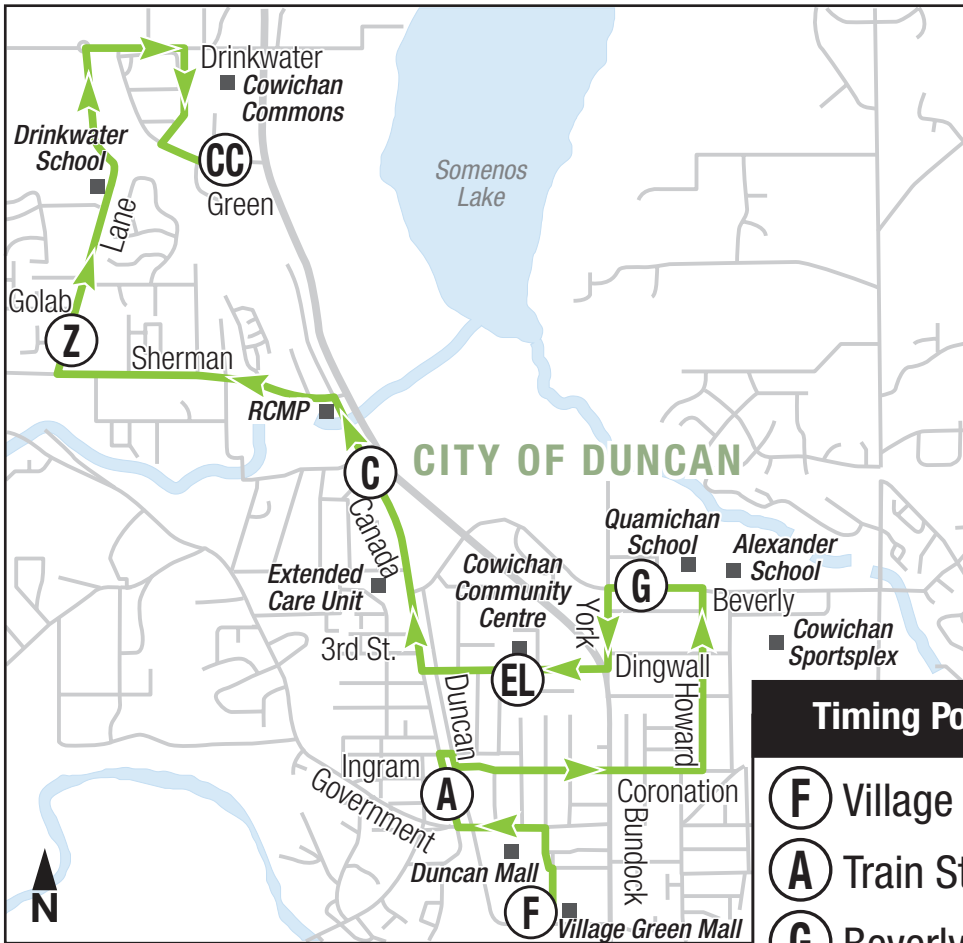 Drinkwater
Cowichan
Commons
Drinkwater
School
CC
Green
Lane
Somenos
Lake
Golab
Z
Sherman
RCMP
C
CITY OF DUNCAN
Canada
Quamichan
School
Alexander
School
Extended
Care Unit
Cowichan
Community
Centre
G
Beverly
York
3rd St.
EL
Dingwall
Cowichan
Sportsplex
Duncan
Howard
Ingram
A
Government
Coronation
Bundock
Duncan Mall
F
Village Green Mall
N
Timing Po
F Village
A Train St
G Beverly